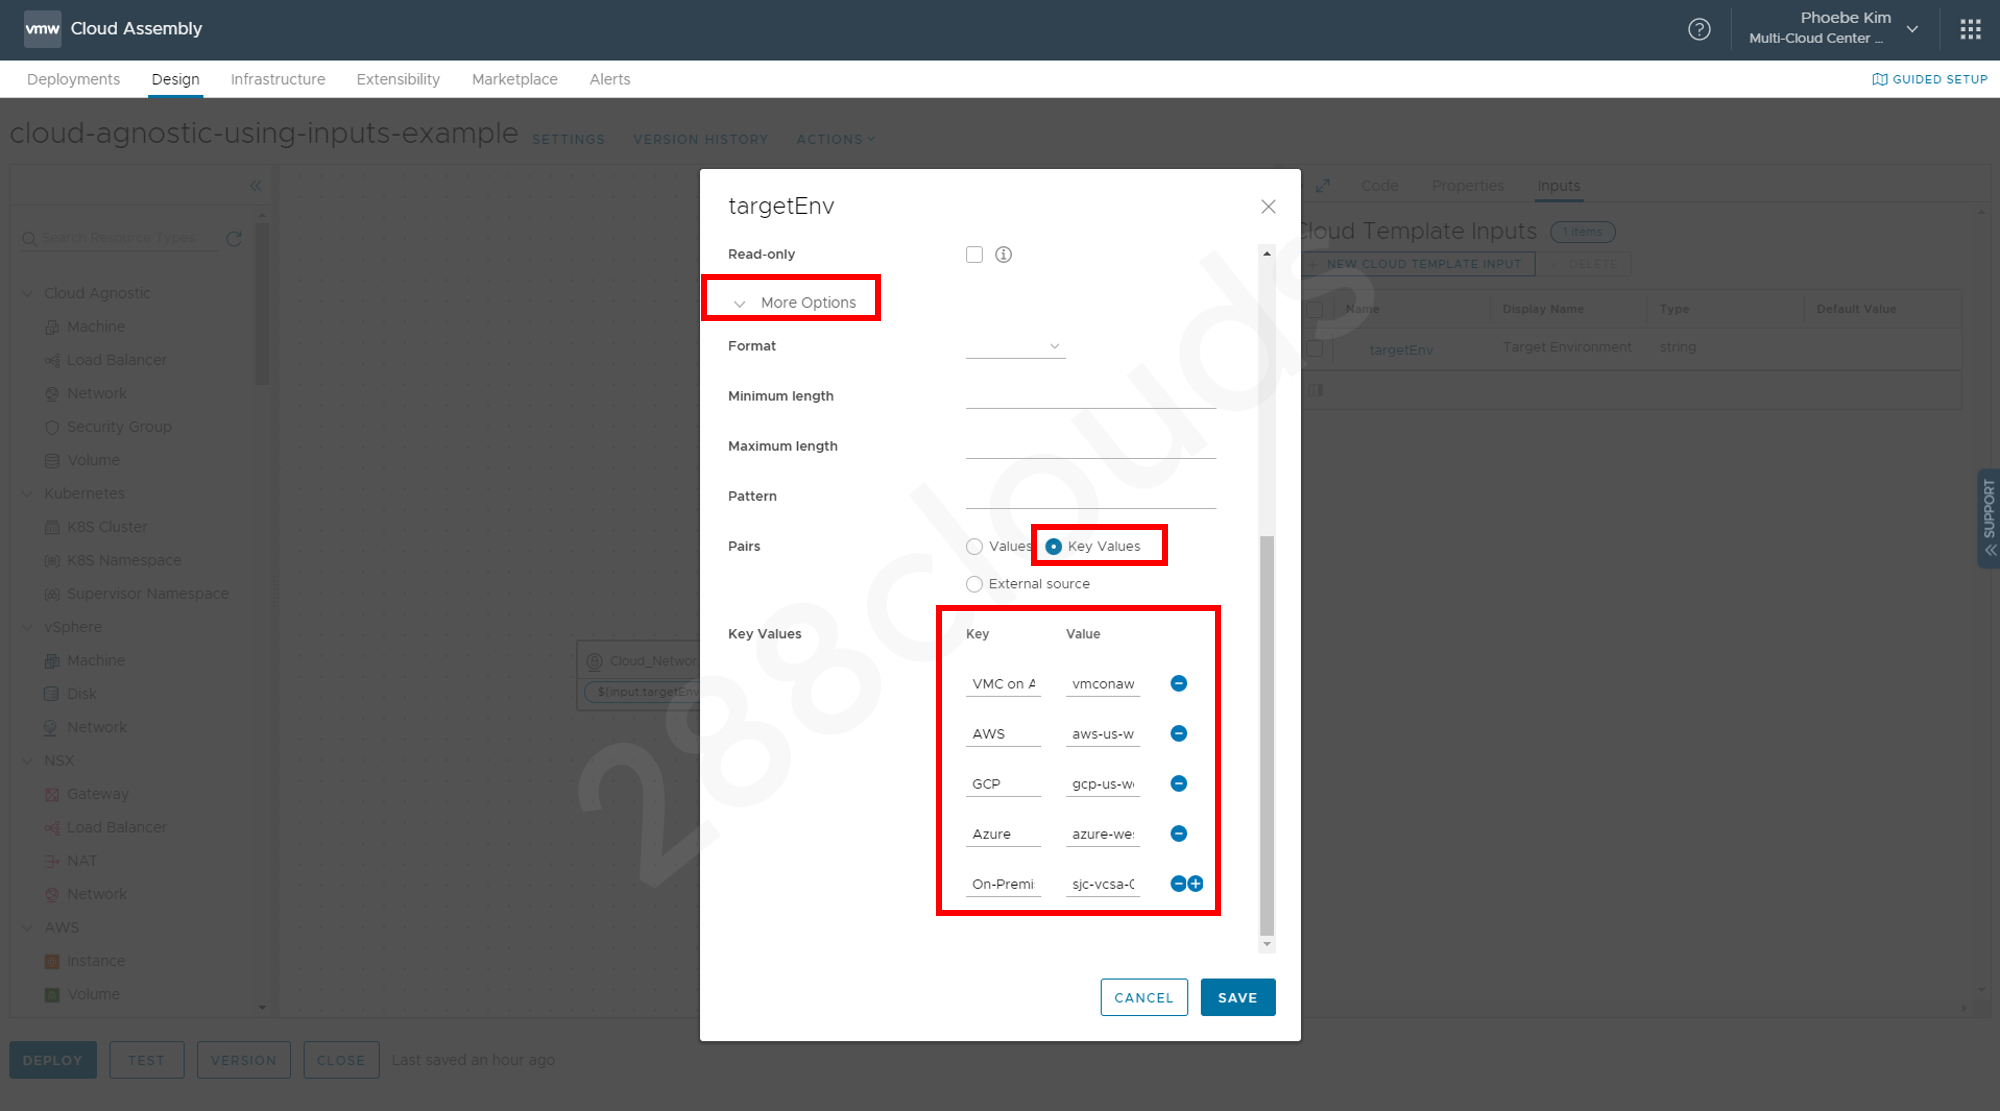 vmw Cloud Assembly
Phoebe Kim
Multi-Cloud Center ...
Deployments Design Infrastructure Extensibility Marketplace Alerts
GUIDED SETUP
cloud-agnostic-using-inputs-example SETTINGS VERSION HISTORY ACTIONS
Search Resource Types
Cloud Agnostic
Machine
Load Balancer
Network
Security Group
Volume
Kubernetes
K8S Cluster
K8S Namespace
Supervisor Namespace
vSphere
Machine
Disk
Network
NSX
Gateway
Load Balancer
NAT
Network
AWS
Instance
Volume
Cloud_Networ
${input.targetEnv
targetEnv
Read-only
More Options
Format
Minimum length
Maximum length
Pattern
Pairs Values Key Values
External source
Key Values Key Value
VMC on A vmconaw
AWS aws-us-w
GCP gcp-us-we
Azure azure-wes
On-Premi sjc-vcsa-0
CANCEL SAVE
Code Properties Inputs
Cloud Template Inputs 1 items
NEW CLOUD TEMPLATE INPUT DELETE
Name Display Name Type Default Value
targetEnv Target Environment string
SUPPORT
DEPLOY TEST VERSION CLOSE Last saved an hour ago
288clouds